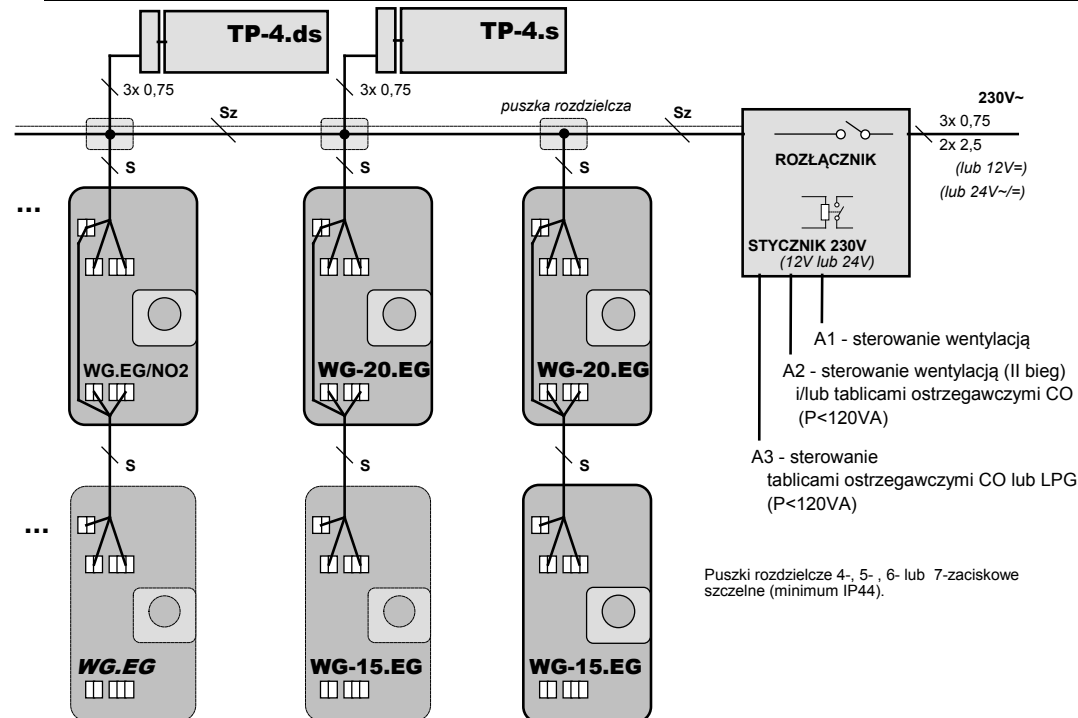 TP-4.ds
TP-4.s
3x 0,75
3x 0,75
Sz
puszka rozdzielcza
Sz
230V~
3x 0,75
2x 2,5
(lub 12V=)
(lub 24V~/=)
ROZŁĄCZNIK
STYCZNIK 230V
(12V lub 24V)
S
S
S
...
WG.EG/NO2
WG-20.EG
WG-20.EG
A1 - sterowanie wentylacją
A2 - sterowanie wentylacją (II bieg)
i/lub tablicami ostrzegawczymi CO
(P<120VA)
A3 - sterowanie
tablicami ostrzegawczymi CO lub LPG
(P<120VA)
S
S
S
...
WG.EG
WG-15.EG
WG-15.EG
Puszki rozdzielcze 4-, 5- , 6- lub 7-zaciskowe
szczelne (minimum IP44).